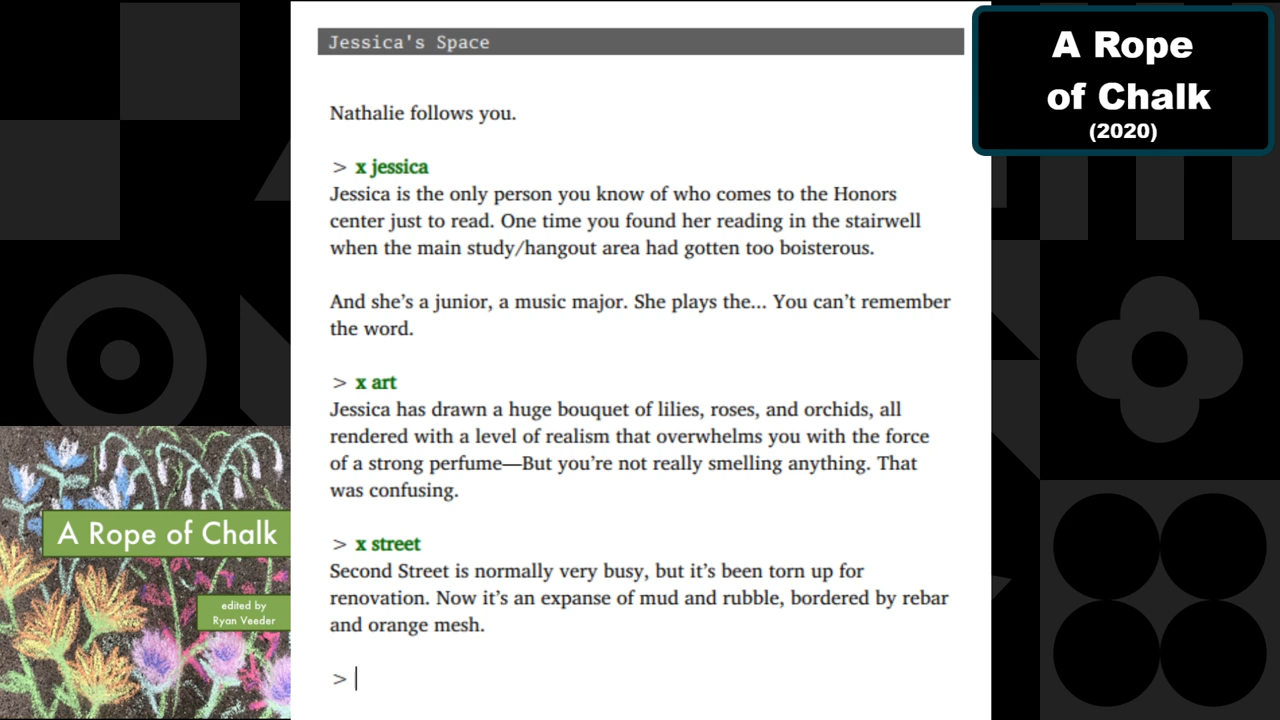 Jessica's Space
Nathalie follows you.
> x jessica
Jessica is the only person you know of who comes to the Honors
center just to read. One time you found her reading in the stairwell
when the main study/hangout area had gotten too boisterous.
And she’s a junior, a music major. She plays the... You can’t remember
the word.
> x art
Jessica has drawn a huge bouquet of lilies, roses, and orchids, all
rendered with a level of realism that overwhelms you with the force
of a strong perfume—But you’re not really smelling anything. That
was confusing.
> x street
Second Street is normally very busy, but it’s been torn up for
renovation. Now it’s an expanse of mud and rubble, bordered by rebar
and orange mesh.
>
A Rope
of Chalk
(2020)
A Rope of Chalk
edited by
Ryan Veeder